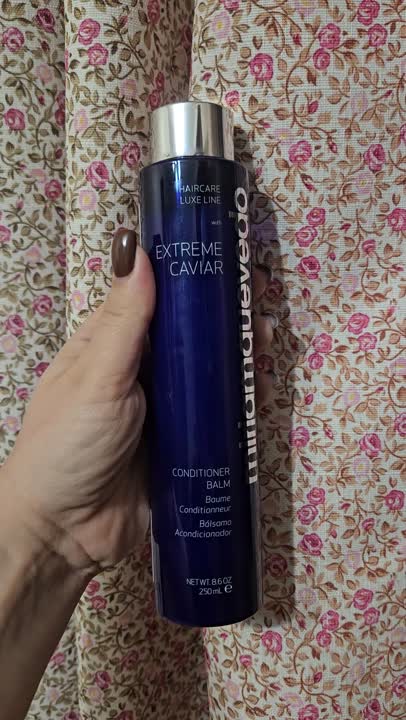 HAIRCARE
LUXE LINE
with
EXTREME
CAVIAR
miriamquevedo
CONDITIONER
BALM
Baume
Conditionneur
Bálsamo
Acondicionador
NET WT. 8.6 OZ
250 mL e